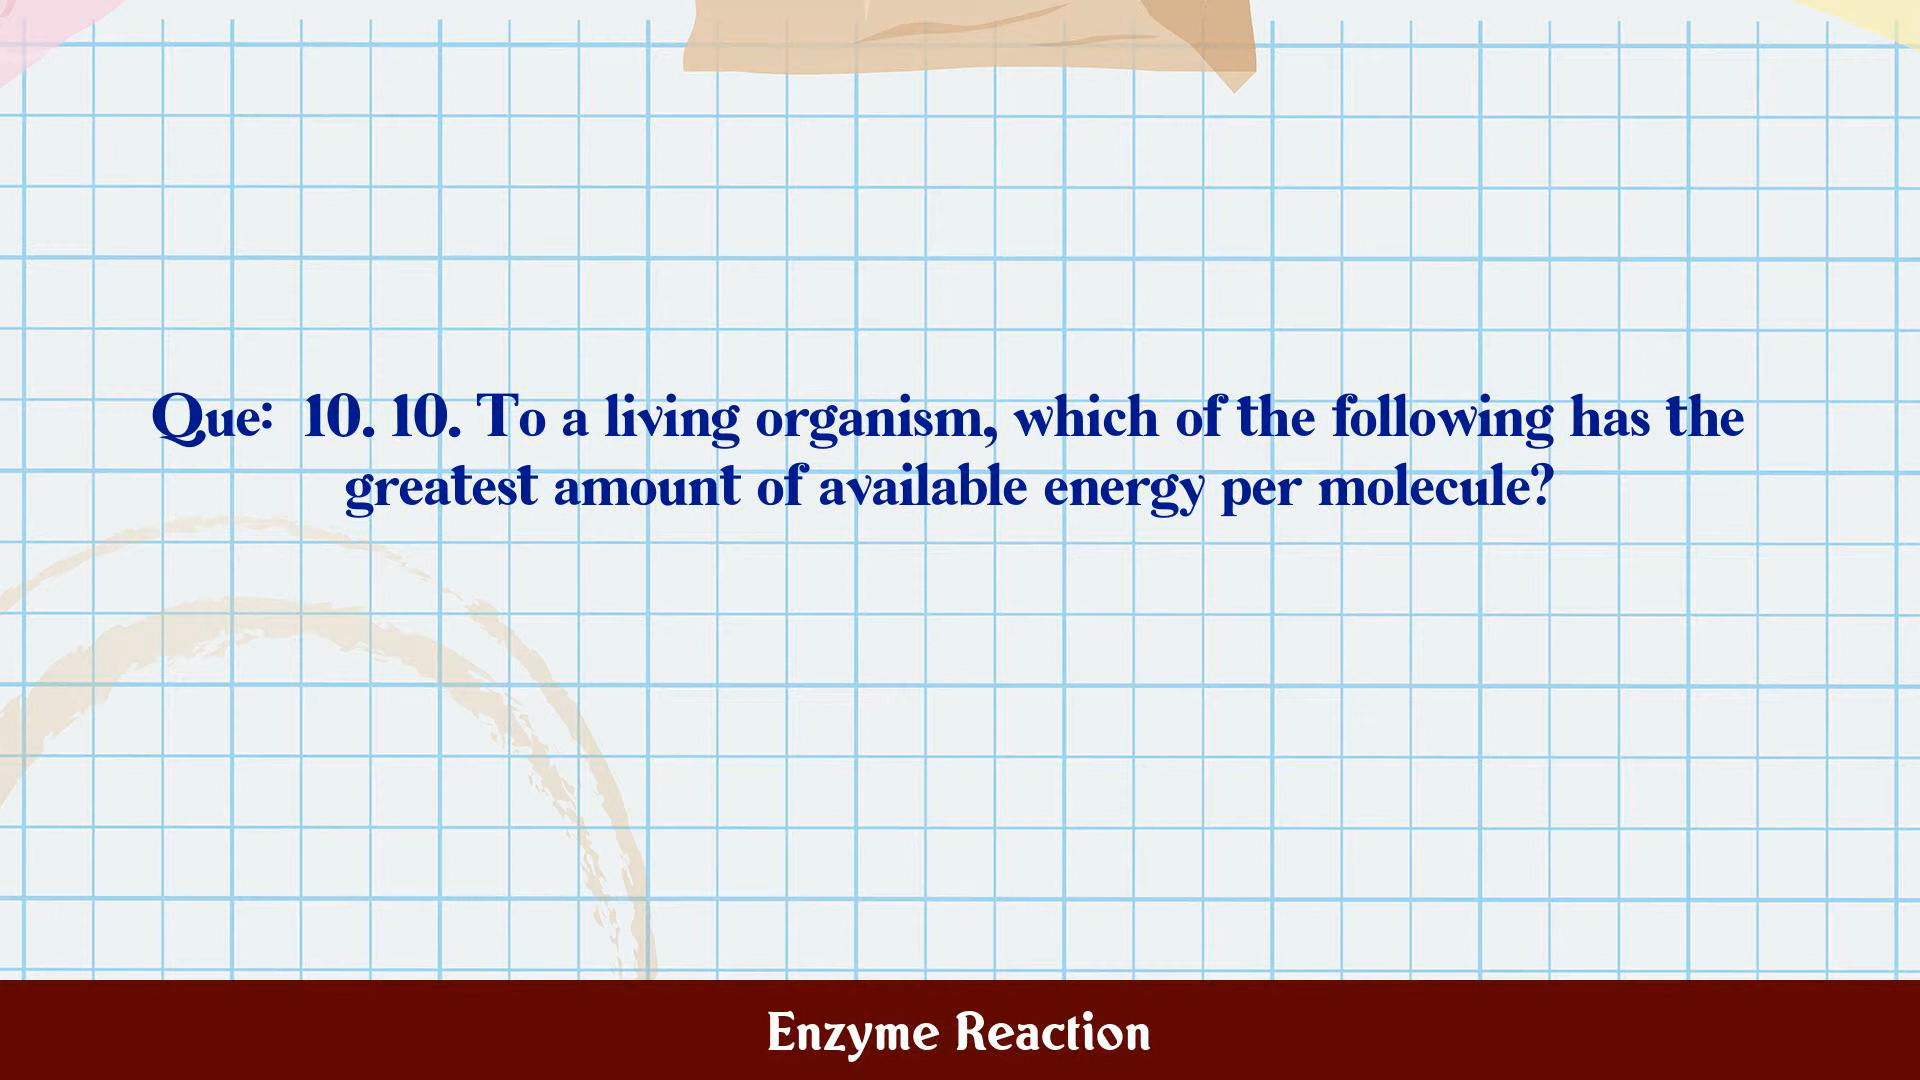 Que:  10. 10. To a living organism, which of the following has the
greatest amount of available energy per molecule?
Enzyme Reaction